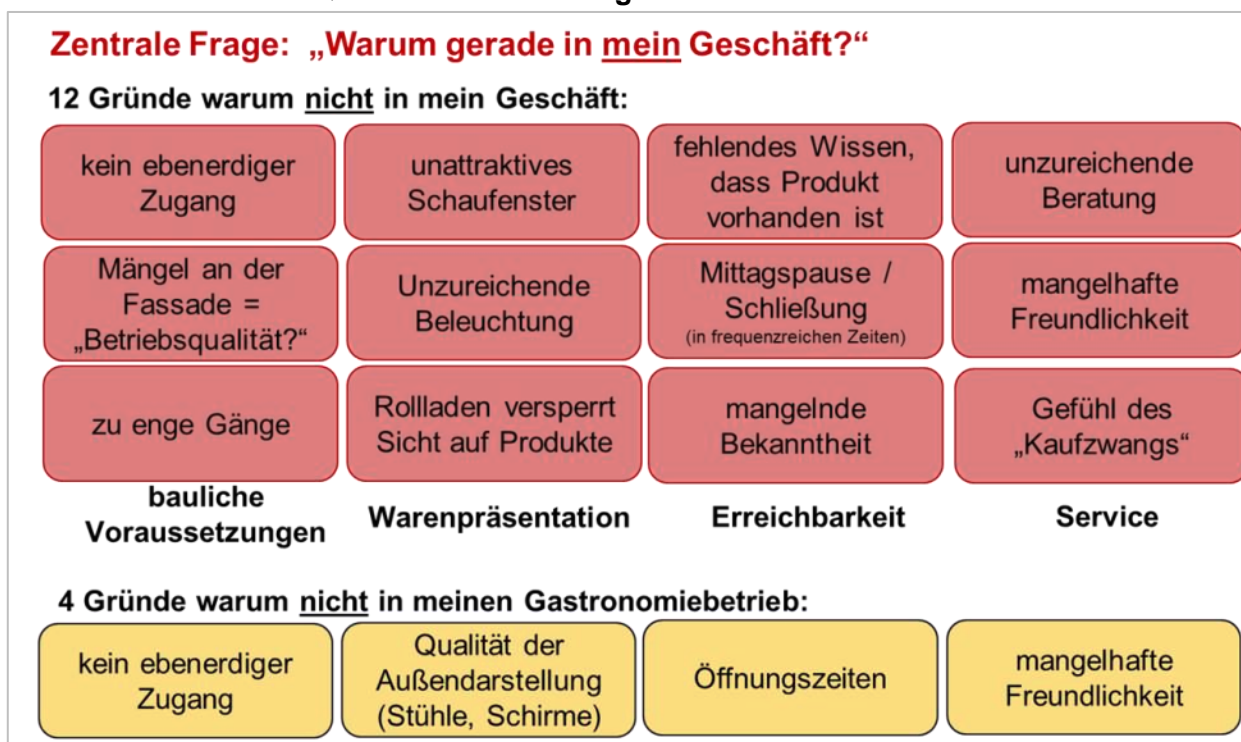 Zentrale Frage: „Warum gerade in mein Geschäft?“
12 Gründe warum nicht in mein Geschäft:
kein ebenerdiger
Zugang
unattraktives
Schaufenster
fehlendes Wissen,
dass Produkt
vorhanden ist
unzureichende
Beratung
Mängel an der
Fassade =
„Betriebsqualität?“
Unzureichende
Beleuchtung
Mittagspause /
Schließung
(in frequenzreichen Zeiten)
mangelhafte
Freundlichkeit
zu enge Gänge
Rollladen versperrt
Sicht auf Produkte
mangelnde
Bekanntheit
Gefühl des
„Kaufzwangs“
bauliche
Voraussetzungen
Warenpräsentation
Erreichbarkeit
Service
4 Gründe warum nicht in meinen Gastronomiebetrieb:
kein ebenerdiger
Zugang
Qualität der
Außendarstellung
(Stühle, Schirme)
Öffnungszeiten
mangelhafte
Freundlichkeit